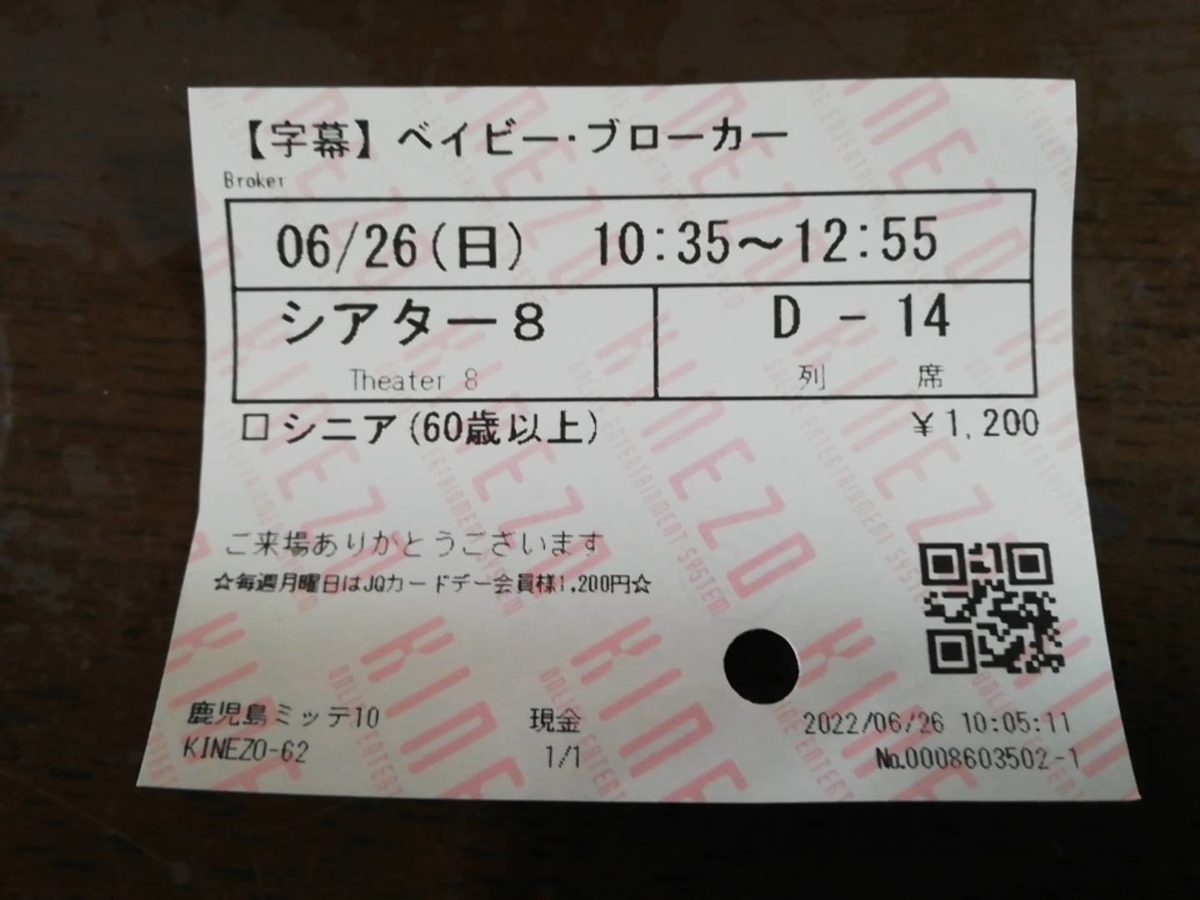 【字幕】ベイビー・ブローカー
Broker
06/26(日) 10:35～12:55
シアター8 D - 14
Theater 8 列 席
□シニア(60歳以上) ¥1,200
ご来場ありがとうございます
☆毎週月曜日はJQカードデー会員様1,200円☆
鹿児島ミッテ10 現金 2022/06/26 10:05:11
KINEZO-62 1/1 No.0008603502-1
KINEZO
ONLINE ENTERTAINMENT SYSTEM